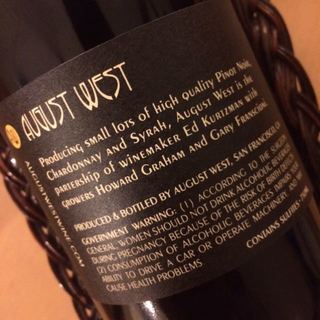 AUGUST WEST
Producing small lots of high quality Pinot Noir,
Chardonnay and Syrah, August West is the
partership of winemaker Ed Kurtzman with
growers Howard Graham and Gary Franscioni.
PRODUCED & BOTTLED BY AUGUST WEST, SAN FRANCISCO
GOVERNMENT WARNING: (1) ACCORDING TO THE SURGEON
GENERAL, WOMEN SHOULD NOT DRINK ALCOHOLIC BEVERAGES
DURING PREGNANCY BECAUSE OF THE RISK OF BIRTH
(2) CONSUMPTION OF ALCOHOLIC BEVERAGES IMPAIRS
ABILITY TO DRIVE A CAR OR OPERATE MACHINERY AND
CAUSE HEALTH PROBLEMS
CONTAINS SULFITES
AUGUSTWESTWINE.COM